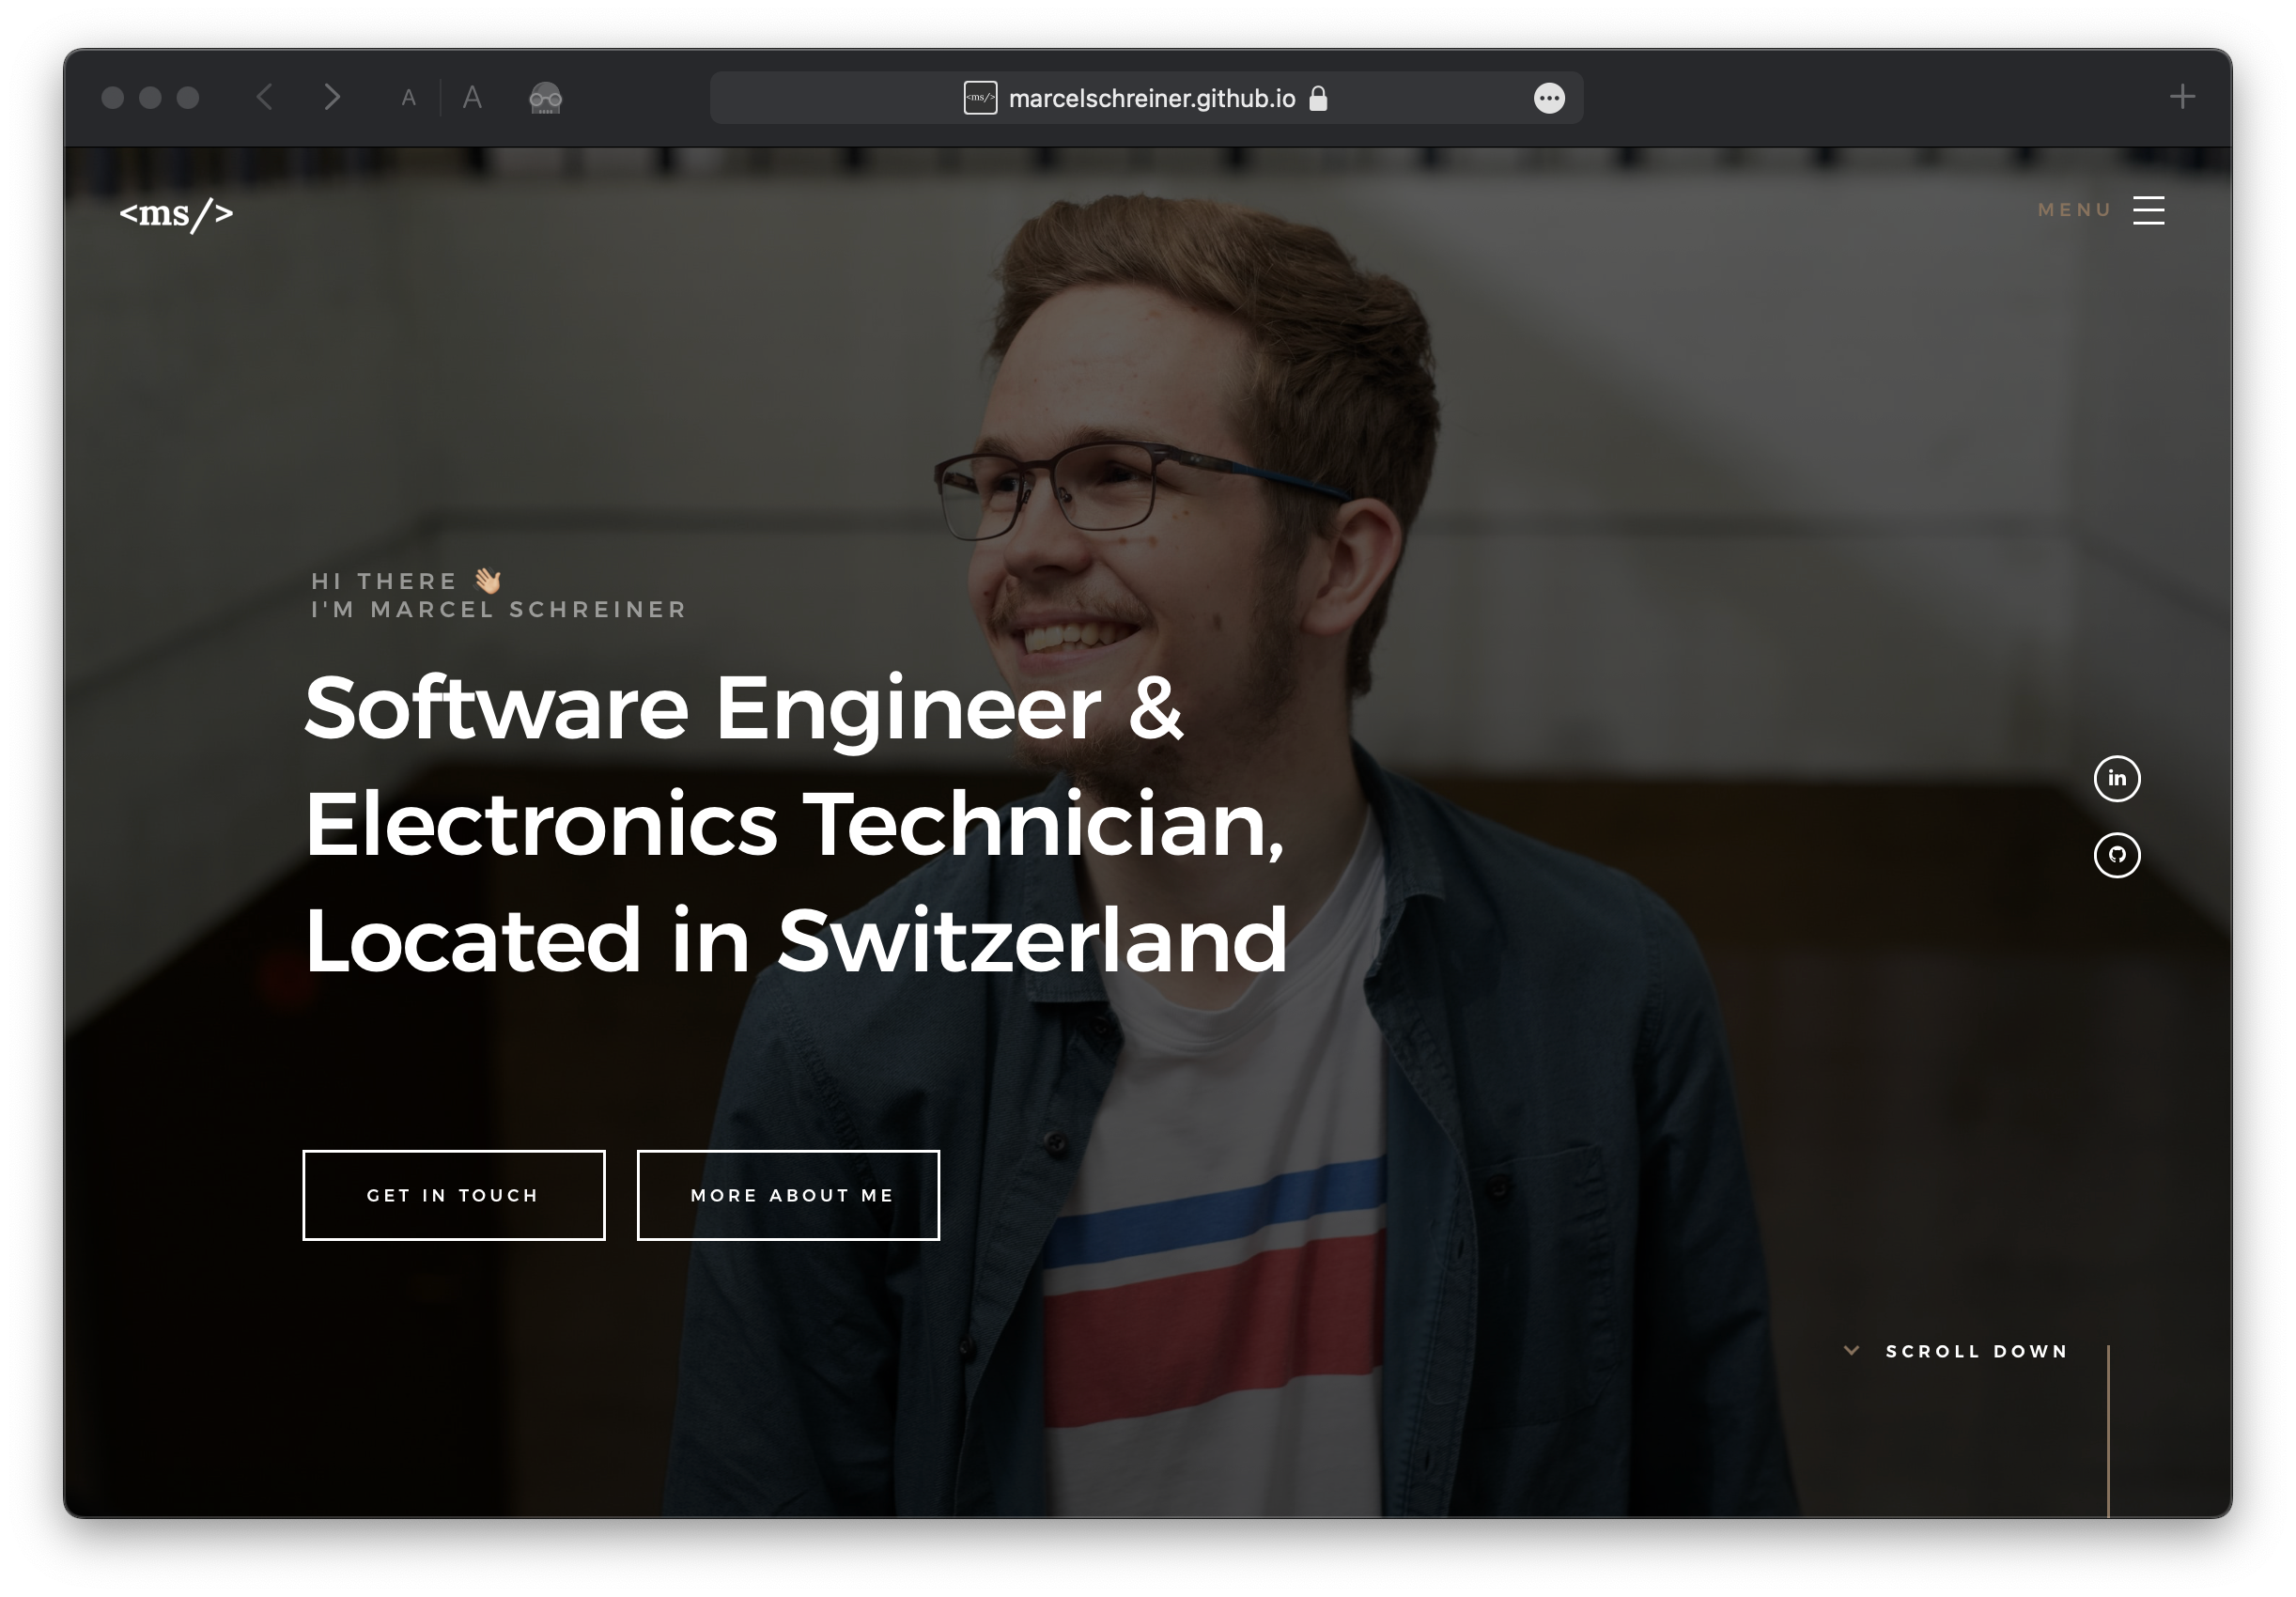 A A
<ms/> marcelschreiner.github.io
<ms/>
MENU
HI THERE 👋🏻
I'M MARCEL SCHREINER
Software Engineer &
Electronics Technician,
Located in Switzerland
in
GET IN TOUCH
MORE ABOUT ME
SCROLL DOWN